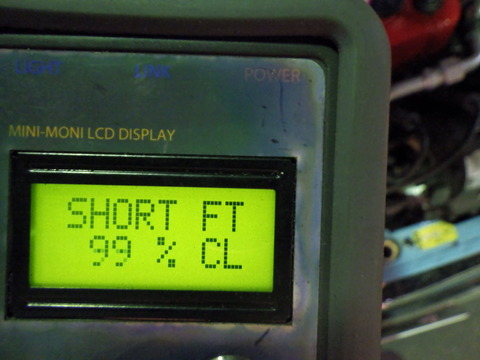 LIGHT LINK POWER
MINI-MONI LCD DISPLAY
SHORT FT
99 % CL